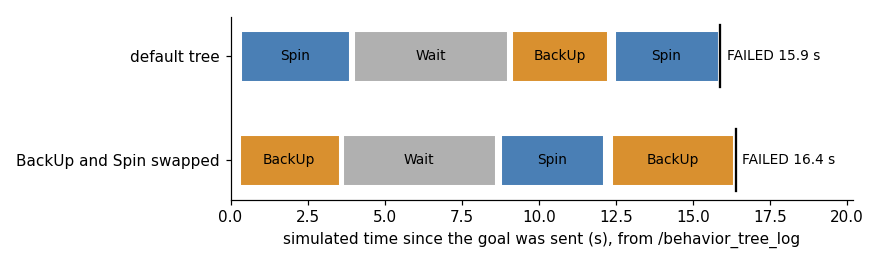 default tree
Spin
Wait
BackUp
Spin
FAILED 15.9 s
BackUp and Spin swapped
BackUp
Wait
Spin
BackUp
FAILED 16.4 s
0.0 2.5 5.0 7.5 10.0 12.5 15.0 17.5 20.0
simulated time since the goal was sent (s), from /behavior_tree_log